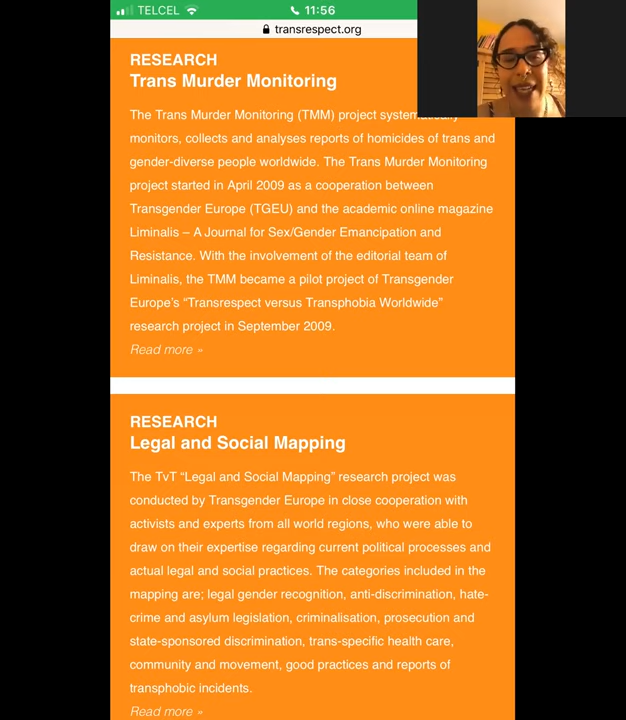 TELCEL 11:56
transrespect.org
RESEARCH
Trans Murder Monitoring
The Trans Murder Monitoring (TMM) project systematically
monitors, collects and analyses reports of homicides of trans and
gender-diverse people worldwide. The Trans Murder Monitoring
project started in April 2009 as a cooperation between
Transgender Europe (TGEU) and the academic online magazine
Liminalis – A Journal for Sex/Gender Emancipation and
Resistance. With the involvement of the editorial team of
Liminalis, the TMM became a pilot project of Transgender
Europe’s “Transrespect versus Transphobia Worldwide”
research project in September 2009.
Read more »
RESEARCH
Legal and Social Mapping
The TvT “Legal and Social Mapping” research project was
conducted by Transgender Europe in close cooperation with
activists and experts from all world regions, who were able to
draw on their expertise regarding current political processes and
actual legal and social practices. The categories included in the
mapping are; legal gender recognition, anti-discrimination, hate-
crime and asylum legislation, criminalisation, prosecution and
state-sponsored discrimination, trans-specific health care,
community and movement, good practices and reports of
transphobic incidents.
Read more »